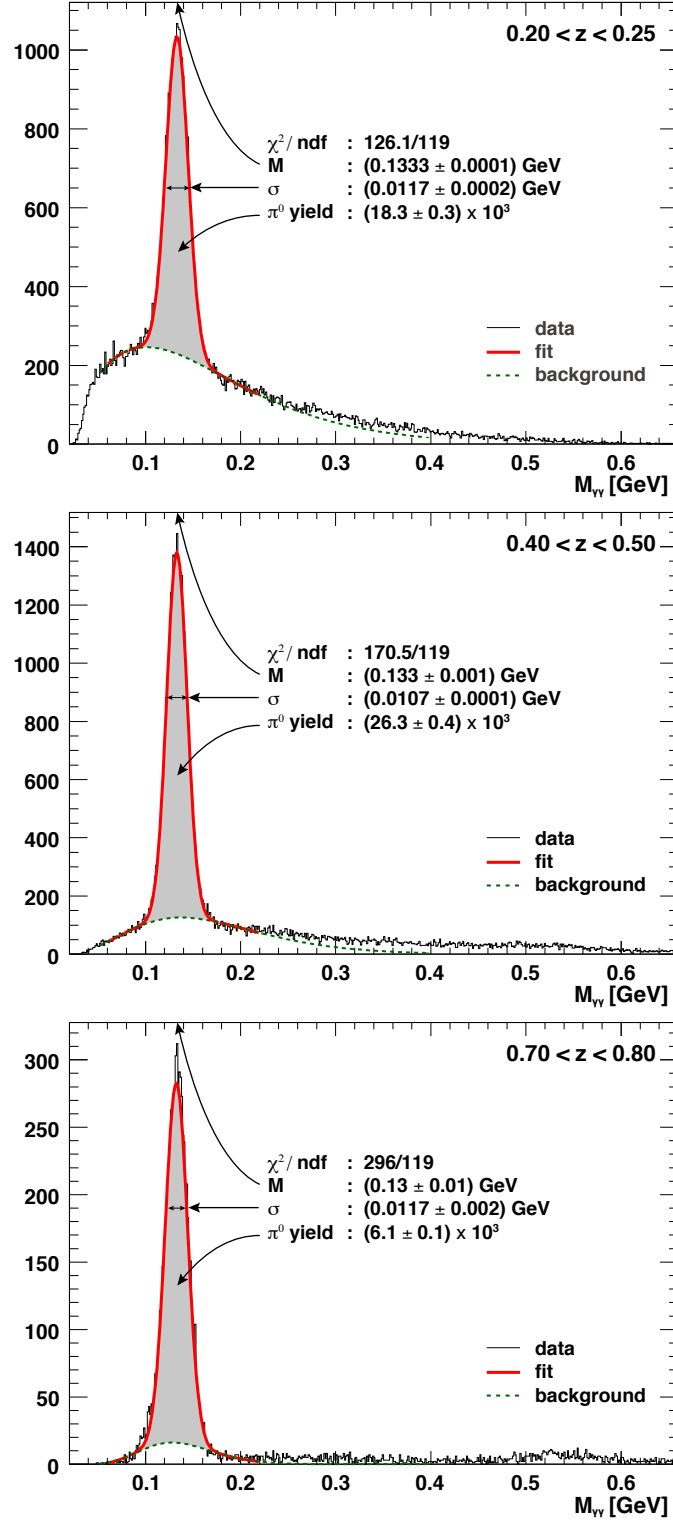 0.20 < z < 0.25
1000
800
600
400
200
0
χ²/ ndf : 126.1/119
M : (0.1333 ± 0.0001) GeV
σ : (0.0117 ± 0.0002) GeV
π⁰ yield : (18.3 ± 0.3) x 10³
data
fit
background
0.1 0.2 0.3 0.4 0.5 0.6
Mγγ [GeV]
0.40 < z < 0.50
1400
1200
1000
800
600
400
200
0
χ²/ ndf : 170.5/119
M : (0.133 ± 0.001) GeV
σ : (0.0107 ± 0.0001) GeV
π⁰ yield : (26.3 ± 0.4) x 10³
data
fit
background
0.1 0.2 0.3 0.4 0.5 0.6
Mγγ [GeV]
0.70 < z < 0.80
300
250
200
150
100
50
0
χ²/ ndf : 296/119
M : (0.13 ± 0.01) GeV
σ : (0.0117 ± 0.002) GeV
π⁰ yield : (6.1 ± 0.1) x 10³
data
fit
background
0.1 0.2 0.3 0.4 0.5 0.6
Mγγ [GeV]